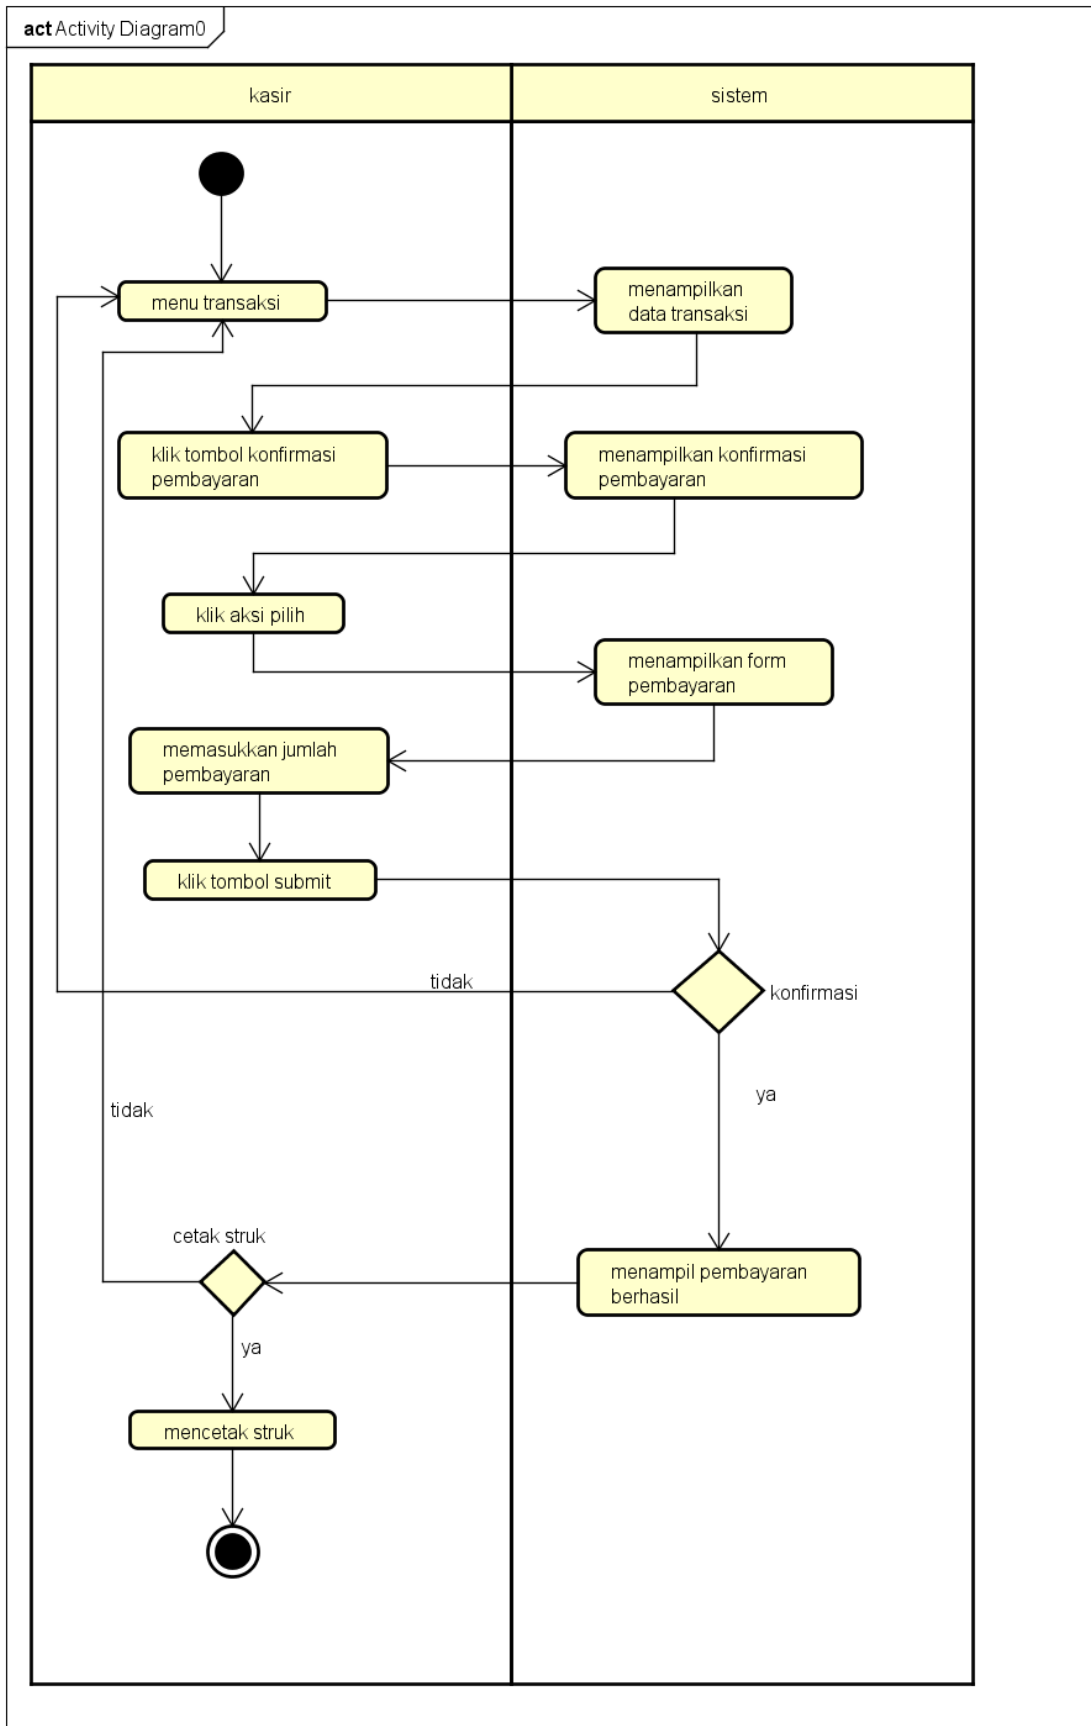 act Activity Diagram0
kasir
sistem
menu transaksi
menampilkan
data transaksi
klik tombol konfirmasi
pembayaran
menampilkan konfirmasi
pembayaran
klik aksi pilih
menampilkan form
pembayaran
memasukkan jumlah
pembayaran
klik tombol submit
tidak
konfirmasi
ya
tidak
cetak struk
menampil pembayaran
berhasil
ya
mencetak struk